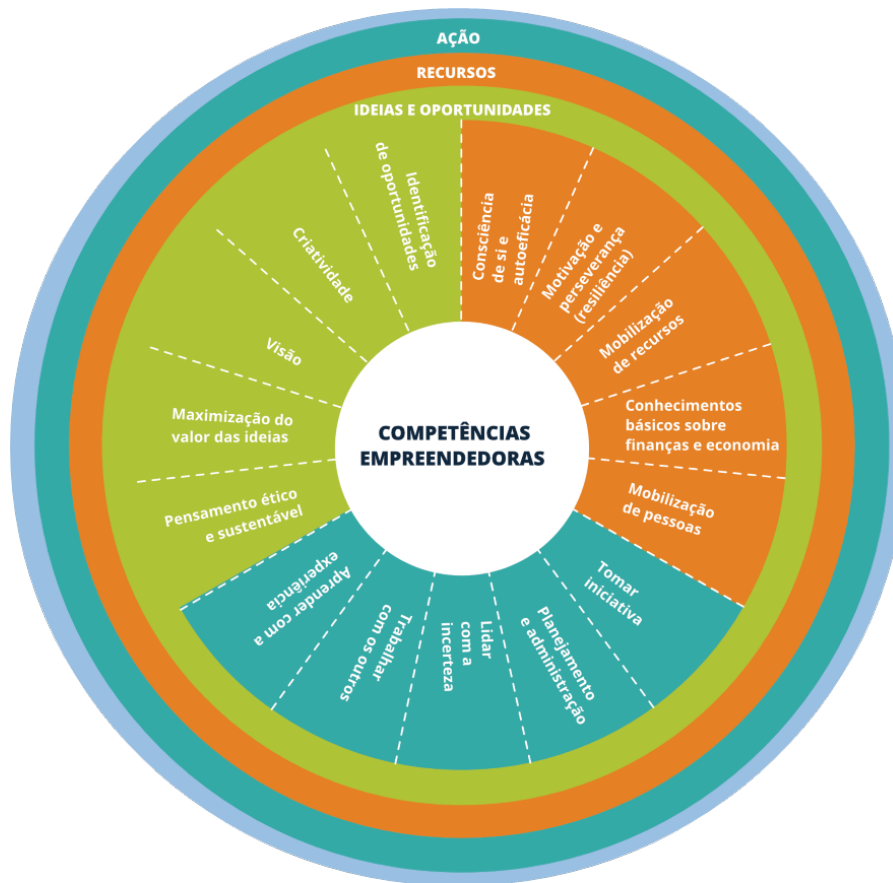 AÇÃO
RECURSOS
IDEIAS E OPORTUNIDADES
Identificação
de oportunidades
Criatividade
Visão
Maximização do
valor das ideias
Pensamento ético
e sustentável
Consciência
de si e
autoeficácia
Motivação e
perseverança
(resiliência)
Mobilização
de recursos
Conhecimentos
básicos sobre
finanças e economia
Mobilização
de pessoas
COMPETÊNCIAS
EMPREENDEDORAS
Tomar
iniciativa
Planejamento
e administração
Lidar
com a
incerteza
Trabalhar
com os outros
Aprender com a
experiência